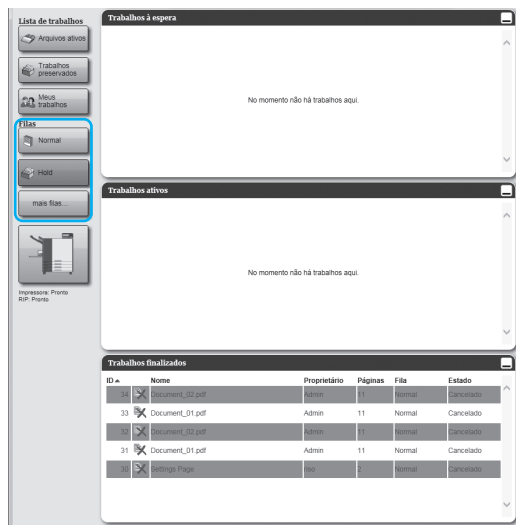 Lista de trabalhos
Arquivos ativos
Trabalhos
preservados
Meus
trabalhos
Filas
Normal
Hold
mais filas...
Impressora: Pronto
RIP: Pronto
Trabalhos à espera
No momento não há trabalhos aqui.
Trabalhos ativos
No momento não há trabalhos aqui.
Trabalhos finalizados
ID Nome Proprietário Páginas Fila Estado
34 Document_02.pdf Admin 11 Normal Cancelado
33 Document_01.pdf Admin 11 Normal Cancelado
32 Document_02.pdf Admin 11 Normal Cancelado
31 Document_01.pdf Admin 11 Normal Cancelado
30 Settings Page riso 2 Normal Cancelado